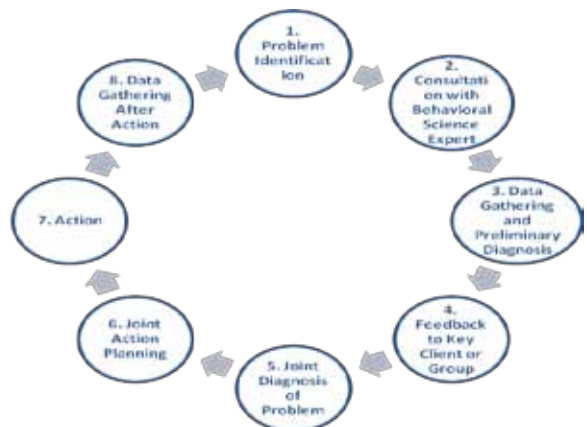 1.
Problem
Identificat
ion
2.
Consultati
on with
Behavioral
Science
Expert
3. Data
Gathering
and
Preliminary
Diagnosis
4.
Feedback
to Key
Client or
Group
5. Joint
Diagnosis
of
Problem
6. Joint
Action
Planning
7. Action
8. Data
Gathering
After
Action